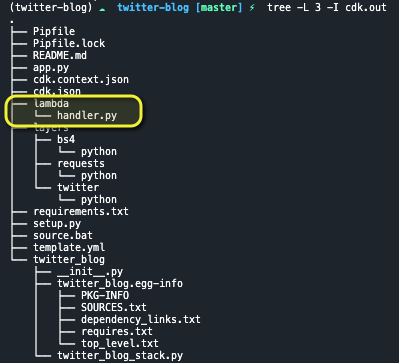 (twitter-blog) ☁ twitter-blog [master] ⚡ tree -L 3 -I cdk.out
.
├── Pipfile
├── Pipfile.lock
├── README.md
├── app.py
├── cdk.context.json
├── cdk.json
├── lambda
│   └── handler.py
├── layers
│   ├── bs4
│   │   └── python
│   ├── requests
│   │   └── python
│   └── twitter
│       └── python
├── requirements.txt
├── setup.py
├── source.bat
├── template.yml
└── twitter_blog
    ├── __init__.py
    ├── twitter_blog.egg-info
    │   ├── PKG-INFO
    │   ├── SOURCES.txt
    │   ├── dependency_links.txt
    │   ├── requires.txt
    │   └── top_level.txt
    └── twitter_blog_stack.py